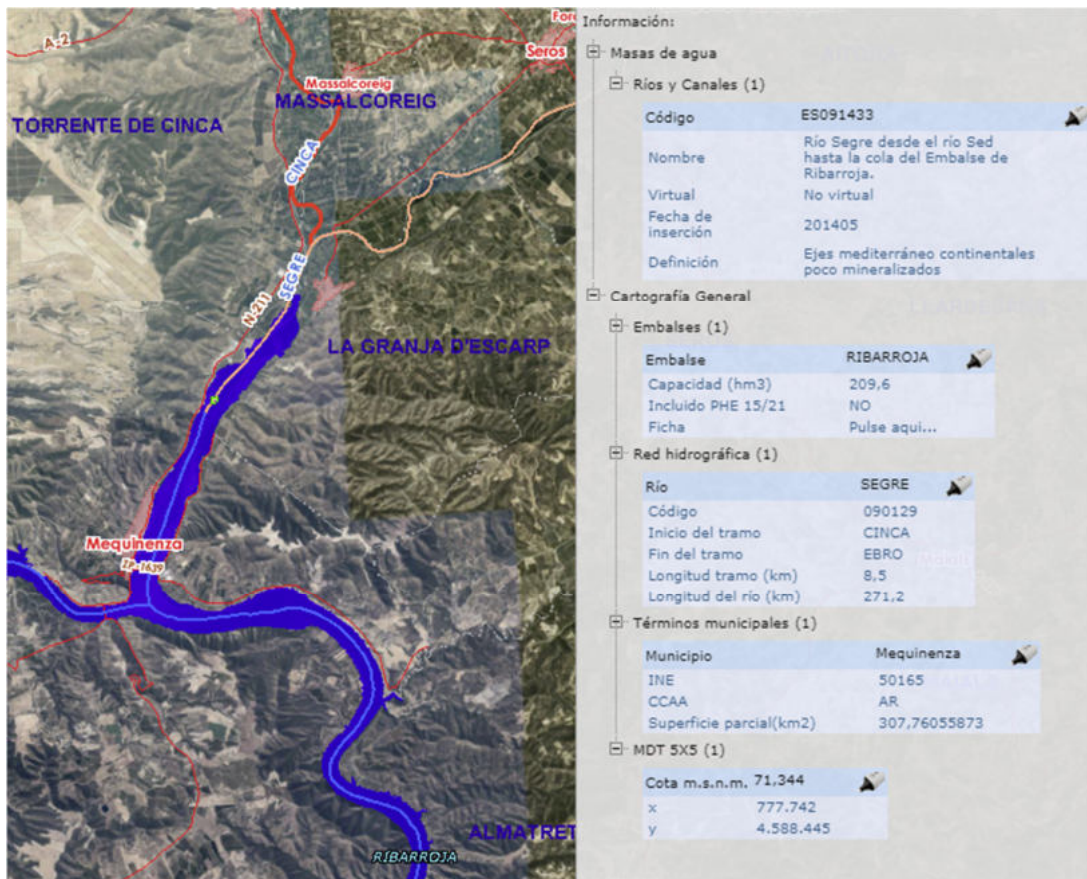 A-2
Seros
Massalcoreig
MASSALCOREIG
TORRENTE DE CINCA
CINCA
SEGRE
N-211
LA GRANJA D'ESCARP
Mequinenza
ZP-1639
ALMATRET
RIBARROJA
Información:
Masas de agua
Ríos y Canales (1)
Código ES091433
Nombre Río Segre desde el río Sed
hasta la cola del Embalse de
Ribarroja.
Virtual No virtual
Fecha de
inserción 201405
Definición Ejes mediterráneo continentales
poco mineralizados
Cartografía General
Embalses (1)
Embalse RIBARROJA
Capacidad (hm3) 209,6
Incluido PHE 15/21 NO
Ficha Pulse aqui...
Red hidrográfica (1)
Río SEGRE
Código 090129
Inicio del tramo CINCA
Fin del tramo EBRO
Longitud tramo (km) 8,5
Longitud del río (km) 271,2
Términos municipales (1)
Municipio Mequinenza
INE 50165
CCAA AR
Superficie parcial(km2) 307,76055873
MDT 5X5 (1)
Cota m.s.n.m. 71,344
x 777.742
y 4.588.445